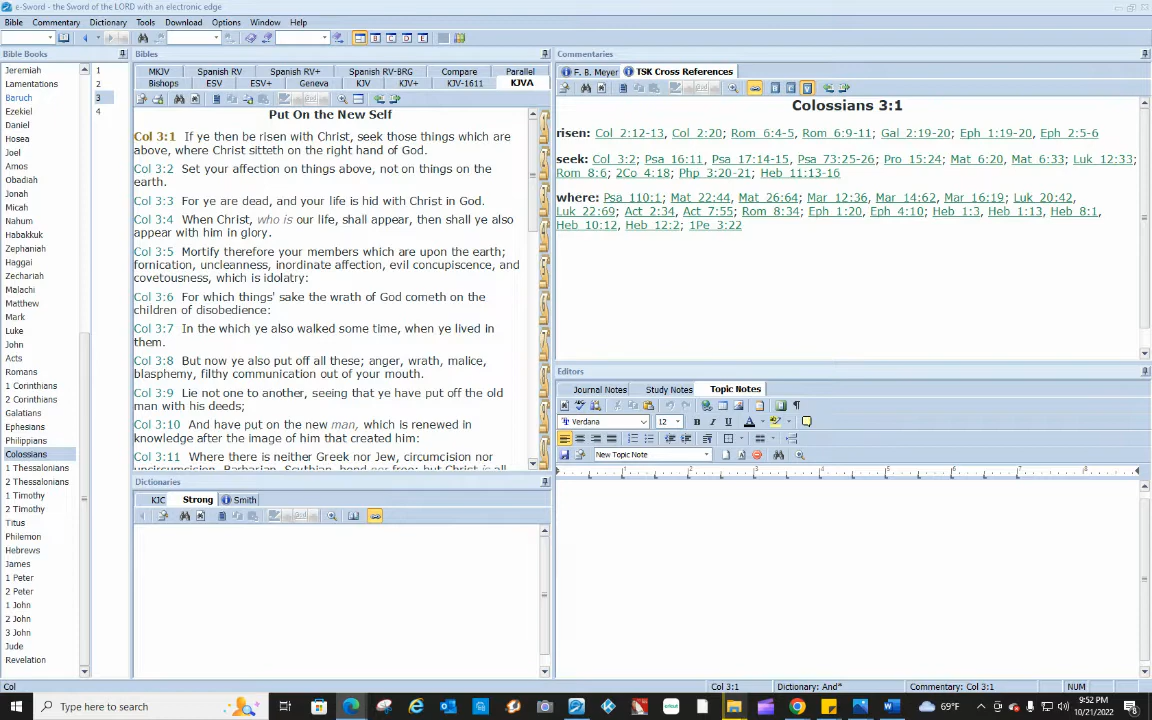 e-Sword - the Sword of the LORD with an electronic edge
Bible Commentary Dictionary Tools Download Options Window Help
B C D E
Bible Books
Bibles
Commentaries
Jeremiah
Lamentations
Baruch
Ezekiel
Daniel
Hosea
Joel
Amos
Obadiah
Jonah
Micah
Nahum
Habakkuk
Zephaniah
Haggai
Zechariah
Malachi
Matthew
Mark
Luke
John
Acts
Romans
1 Corinthians
2 Corinthians
Galatians
Ephesians
Philippians
Colossians
1 Thessalonians
2 Thessalonians
1 Timothy
2 Timothy
Titus
Philemon
Hebrews
James
1 Peter
2 Peter
1 John
2 John
3 John
Jude
Revelation
1
2
3
4
MKJV Spanish RV Spanish RV+ Spanish RV-BRG Compare Parallel
Bishops ESV ESV+ Geneva KJV KJV+ KJV-1611 KJVA
Put On the New Self
Col 3:1 If ye then be risen with Christ, seek those things which are
above, where Christ sitteth on the right hand of God.
Col 3:2 Set your affection on things above, not on things on the
earth.
Col 3:3 For ye are dead, and your life is hid with Christ in God.
Col 3:4 When Christ, who is our life, shall appear, then shall ye also
appear with him in glory.
Col 3:5 Mortify therefore your members which are upon the earth;
fornication, uncleanness, inordinate affection, evil concupiscence, and
covetousness, which is idolatry:
Col 3:6 For which things' sake the wrath of God cometh on the
children of disobedience:
Col 3:7 In the which ye also walked some time, when ye lived in
them.
Col 3:8 But now ye also put off all these; anger, wrath, malice,
blasphemy, filthy communication out of your mouth.
Col 3:9 Lie not one to another, seeing that ye have put off the old
man with his deeds;
Col 3:10 And have put on the new man, which is renewed in
knowledge after the image of him that created him:
Col 3:11 Where there is neither Greek nor Jew, circumcision nor
uncircumcision, Barbarian, Scythian, bond nor free: but Christ is all,
Dictionaries
KJC Strong Smith
F. B. Meyer TSK Cross References
Colossians 3:1
risen: Col 2:12-13, Col 2:20; Rom 6:4-5, Rom 6:9-11; Gal 2:19-20; Eph 1:19-20, Eph 2:5-6
seek: Col 3:2; Psa 16:11, Psa 17:14-15, Psa 73:25-26; Pro 15:24; Mat 6:20, Mat 6:33; Luk 12:33;
Rom 8:6; 2Co 4:18; Php 3:20-21; Heb 11:13-16
where: Psa 110:1; Mat 22:44, Mat 26:64; Mar 12:36, Mar 14:62, Mar 16:19; Luk 20:42,
Luk 22:69; Act 2:34, Act 7:55; Rom 8:34; Eph 1:20, Eph 4:10; Heb 1:3, Heb 1:13, Heb 8:1,
Heb 10:12, Heb 12:2; 1Pe 3:22
Editors
Journal Notes Study Notes Topic Notes
Verdana 12 B I U A
New Topic Note
1 2 3 4 5 6 7 8
Col
Col 3:1 Dictionary: And* Commentary: Col 3:1 NUM
Type here to search
69°F
9:52 PM
10/21/2022